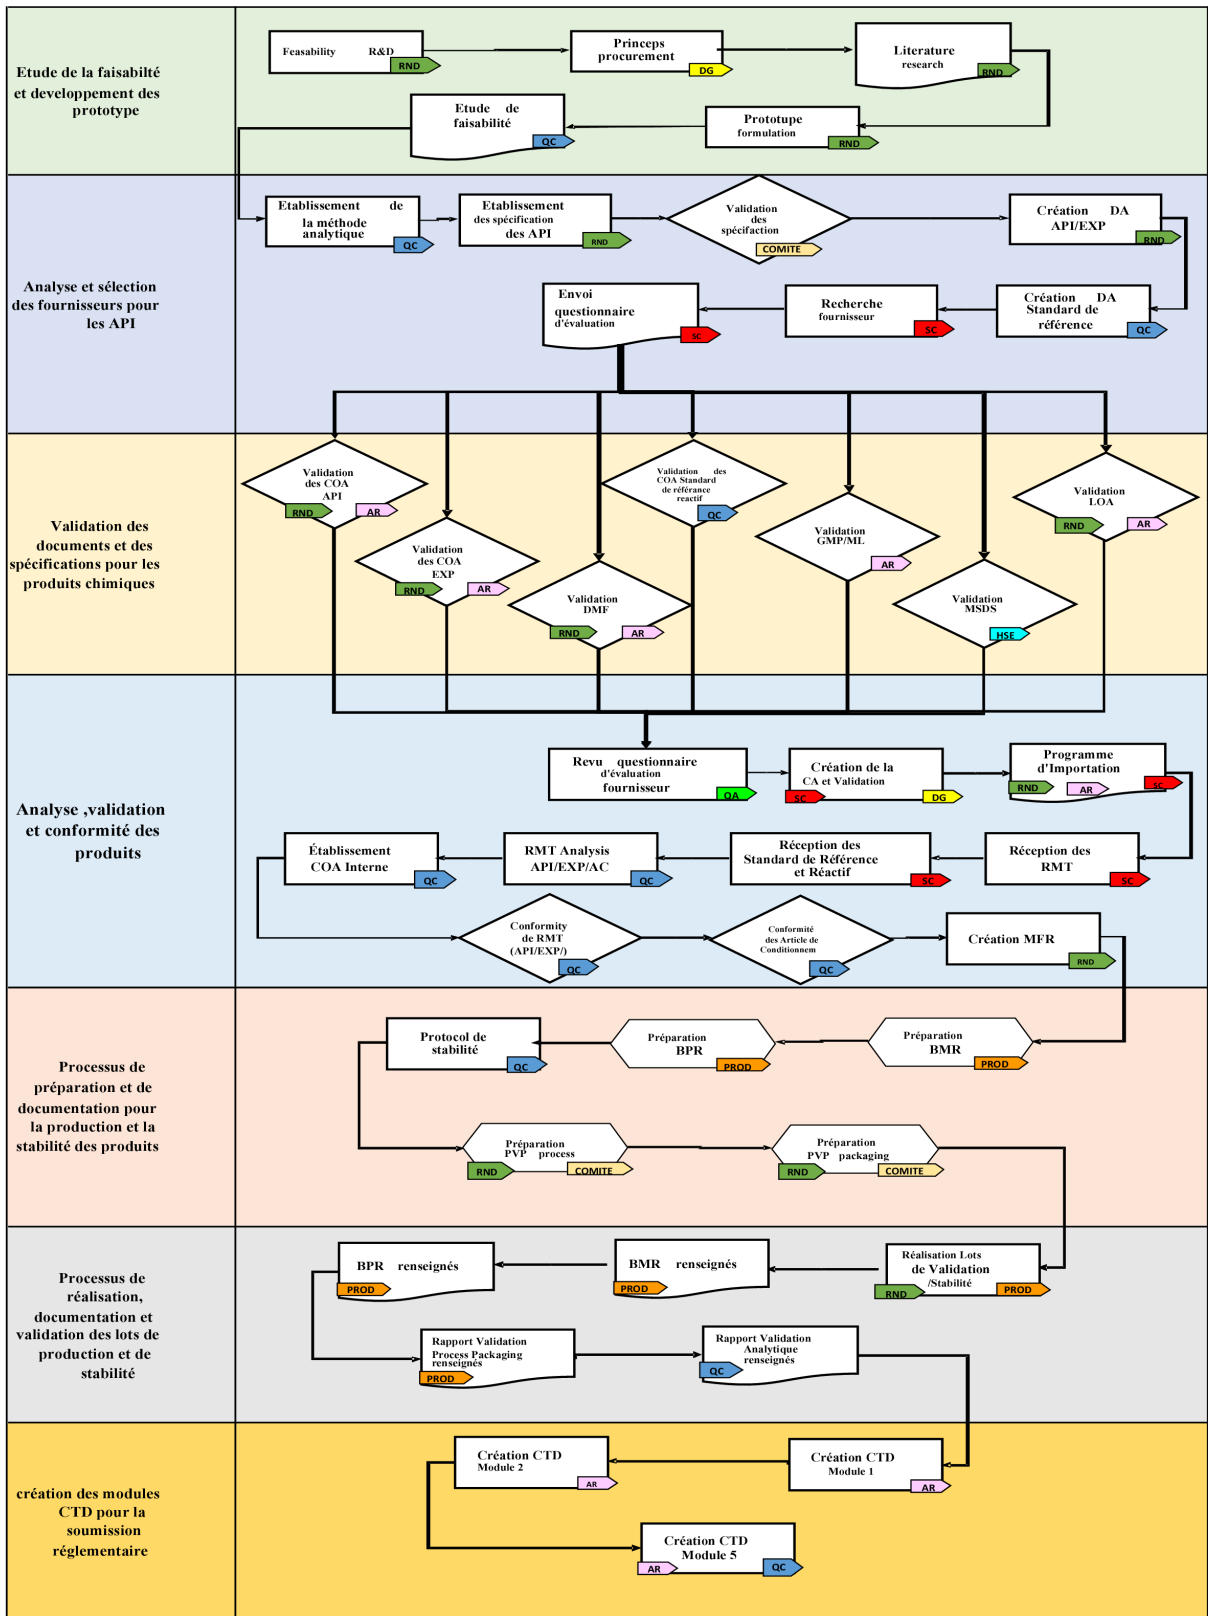 Etude de la faisabilté
et developpement des
prototype
Feasability R&D
RND
Princeps
procurement
DG
Literature
research
RND
Etude de
faisabilité
QC
Prototupe
formulation
RND
Analyse et sélection
des fournisseurs pour
les API
Etablissement de
la méthode
analytique
QC
Etablissement
des spécification
des API
RND
Validation
des
spécifaction
COMITE
Création DA
API/EXP
RND
Envoi
questionnaire
d'évaluation
SC
Recherche
fournisseur
SC
Création DA
Standard de
référence
QC
Validation des
documents et des
spécifications pour les
produits chimiques
Validation
des COA
API
RND
AR
Validation
des COA
EXP
RND
AR
Validation
DMF
RND
AR
Validation des
COA Standard
de référance
reactif
QC
Validation
GMP/ML
AR
Validation
MSDS
HSE
Validation
LOA
RND
AR
Analyse ,validation
et conformité des
produits
Revu questionnaire
d'évaluation
fournisseur
QA
Création de la
CA et Validation
SC
DG
Programme
d'Importation
RND
AR
SC
Établissement
COA Interne
QC
RMT Analysis
API/EXP/AC
QC
Réception des
Standard de Référence
et Réactif
SC
Réception des
RMT
SC
Conformity
de RMT
(API/EXP/)
QC
Conformité
des Article de
Conditionnem
QC
Création MFR
RND
Processus de
préparation et de
documentation pour
la production et la
stabilité des produits
Protocol de
stabilité
QC
Préparation
BPR
PROD
Préparation
BMR
PROD
Préparation
PVP process
RND
COMITE
Préparation
PVP packaging
RND
COMITE
Processus de
réalisation,
documentation et
validation des lots de
production et de
stabilité
BPR renseignés
PROD
BMR renseignés
PROD
Réalisation Lots
de Validation
/Stabilité
RND
PROD
Rapport Validation
Process Packaging
renseignés
PROD
Rapport Validation
Analytique
renseignés
QC
création des modules
CTD pour la
soumission
réglementaire
Création CTD
Module 2
AR
Création CTD
Module 1
AR
Création CTD
Module 5
AR
QC